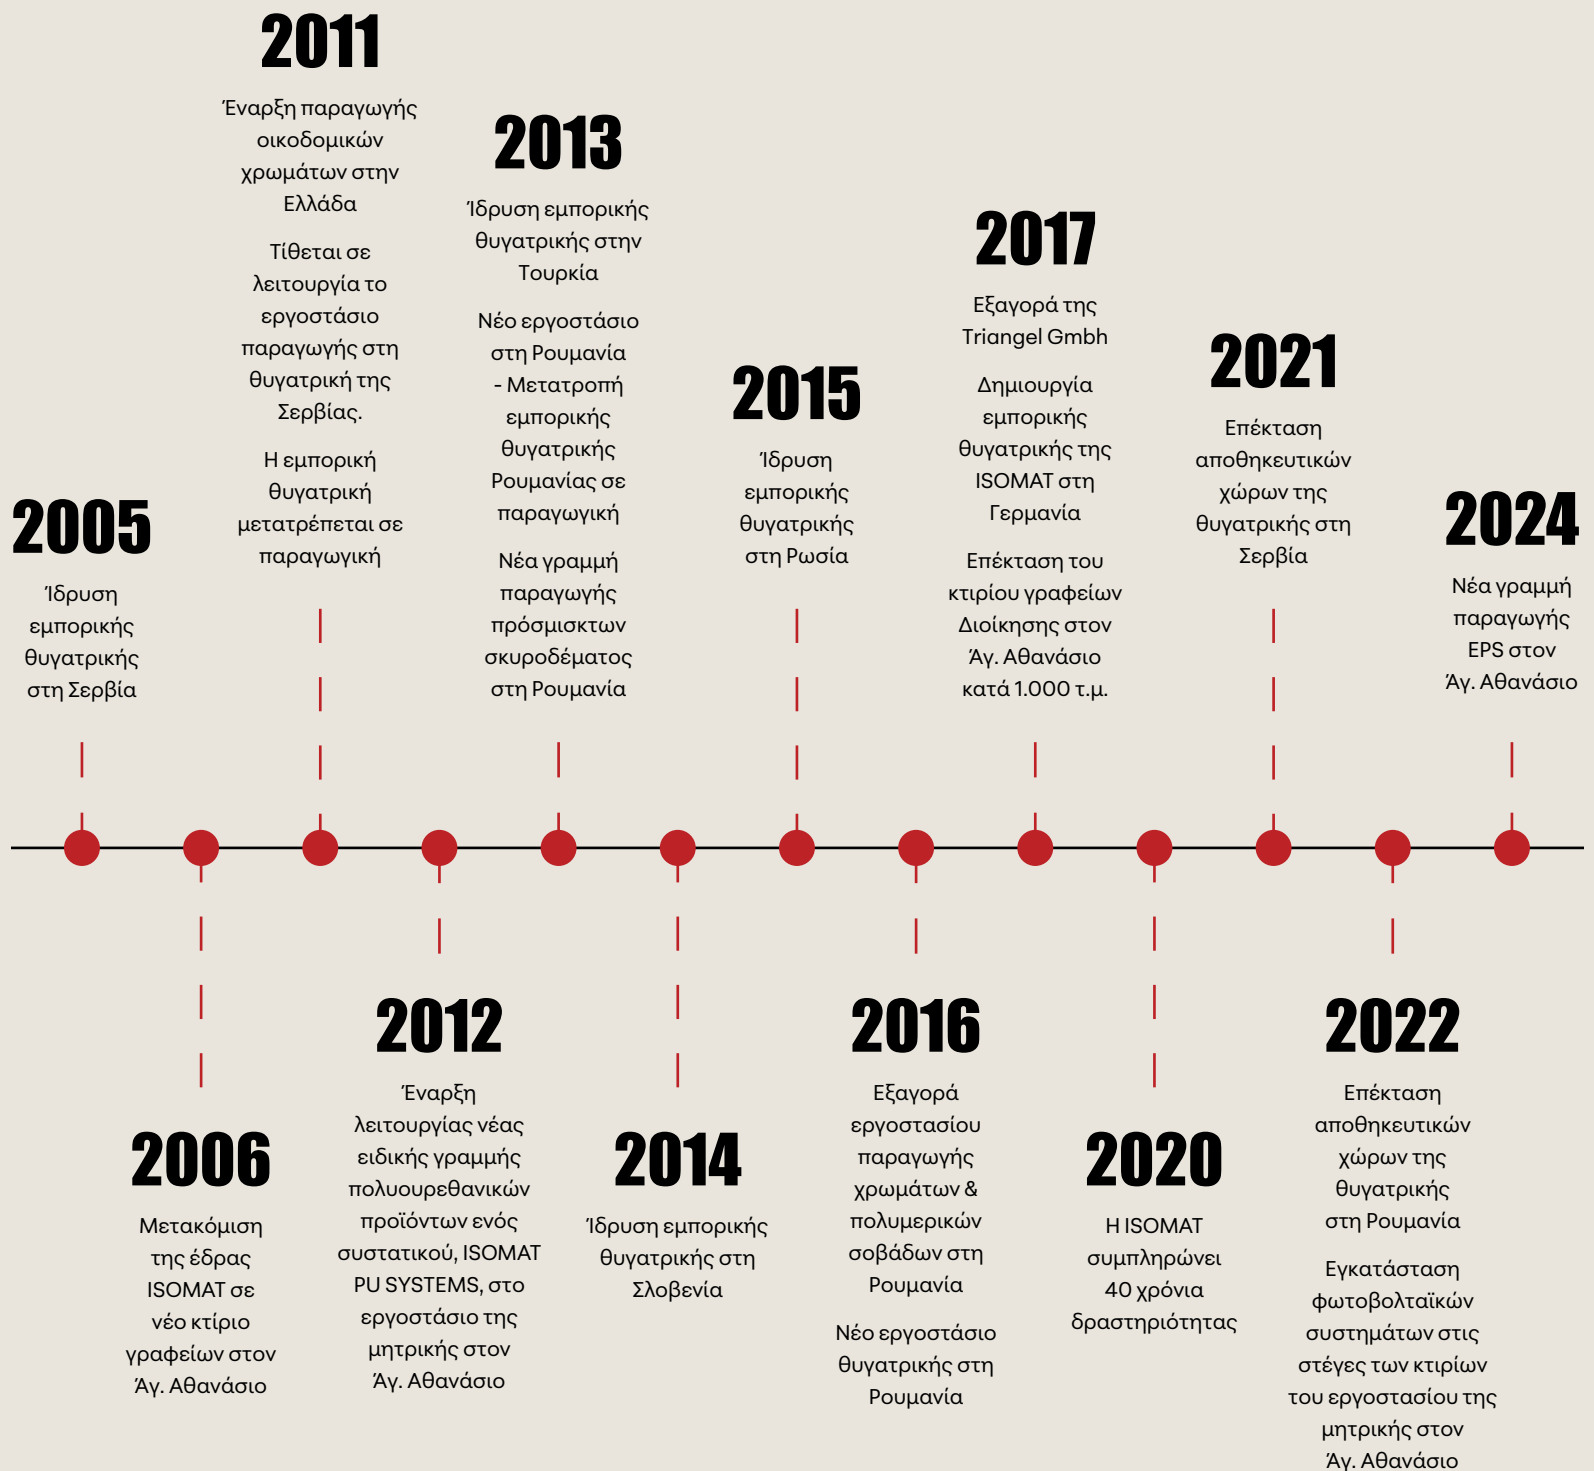 2005
Ίδρυση
εμπορικής
θυγατρικής
στη Σερβία
2006
Μετακόμιση
της έδρας
ISOMAT σε
νέο κτίριο
γραφείων στον
Άγ. Αθανάσιο
2011
Έναρξη παραγωγής
οικοδομικών
χρωμάτων στην
Ελλάδα
Τίθεται σε
λειτουργία το
εργοστάσιο
παραγωγής στη
θυγατρική της
Σερβίας.
Η εμπορική
θυγατρική
μετατρέπεται σε
παραγωγική
2012
Έναρξη
λειτουργίας νέας
ειδικής γραμμής
πολυουρεθανικών
προϊόντων ενός
συστατικού, ISOMAT
PU SYSTEMS, στο
εργοστάσιο της
μητρικής στον
Άγ. Αθανάσιο
2013
Ίδρυση εμπορικής
θυγατρικής στην
Τουρκία
Νέο εργοστάσιο
στη Ρουμανία
- Μετατροπή
εμπορικής
θυγατρικής
Ρουμανίας σε
παραγωγική
Νέα γραμμή
παραγωγής
πρόσμισκτων
σκυροδέματος
στη Ρουμανία
2014
Ίδρυση εμπορικής
θυγατρικής στη
Σλοβενία
2015
Ίδρυση
εμπορικής
θυγατρικής
στη Ρωσία
2016
Εξαγορά
εργοστασίου
παραγωγής
χρωμάτων &
πολυμερικών
σοβάδων στη
Ρουμανία
Νέο εργοστάσιο
θυγατρικής στη
Ρουμανία
2017
Εξαγορά της
Triangel Gmbh
Δημιουργία
εμπορικής
θυγατρικής της
ISOMAT στη
Γερμανία
Επέκταση του
κτιρίου γραφείων
Διοίκησης στον
Άγ. Αθανάσιο
κατά 1.000 τ.μ.
2020
Η ISOMAT
συμπληρώνει
40 χρόνια
δραστηριότητας
2021
Επέκταση
αποθηκευτικών
χώρων της
θυγατρικής στη
Σερβία
2022
Επέκταση
αποθηκευτικών
χώρων της
θυγατρικής
στη Ρουμανία
Εγκατάσταση
φωτοβολταϊκών
συστημάτων στις
στέγες των κτιρίων
του εργοστασίου της
μητρικής στον
Άγ. Αθανάσιο
2024
Νέα γραμμή
παραγωγής
EPS στον
Άγ. Αθανάσιο